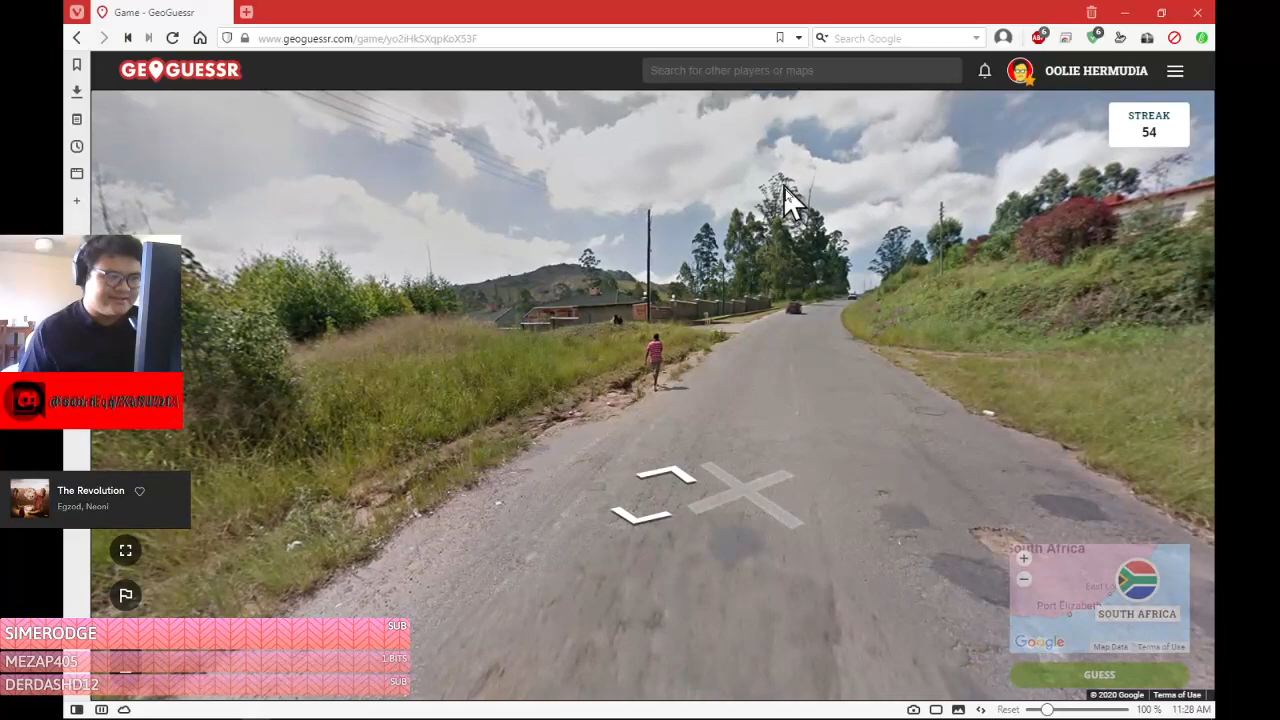 Game - GeoGuessr
www.geoguessr.com/game/yo2iHkSXqpKoX53F
Search Google
6
6
GEOGUESSR
Search for other players or maps
OOLIE HERMUDIA
STREAK
54
The Revolution
Egzod, Neoni
South Africa
Port Elizabeth
SOUTH AFRICA
Google
Map Data
Terms of Use
GUESS
SIMERODGE
SUB
MEZAP405
1 BITS
DERDASHD12
SUB
© 2020 Google
Terms of Use
Reset
100 %
11:28 AM